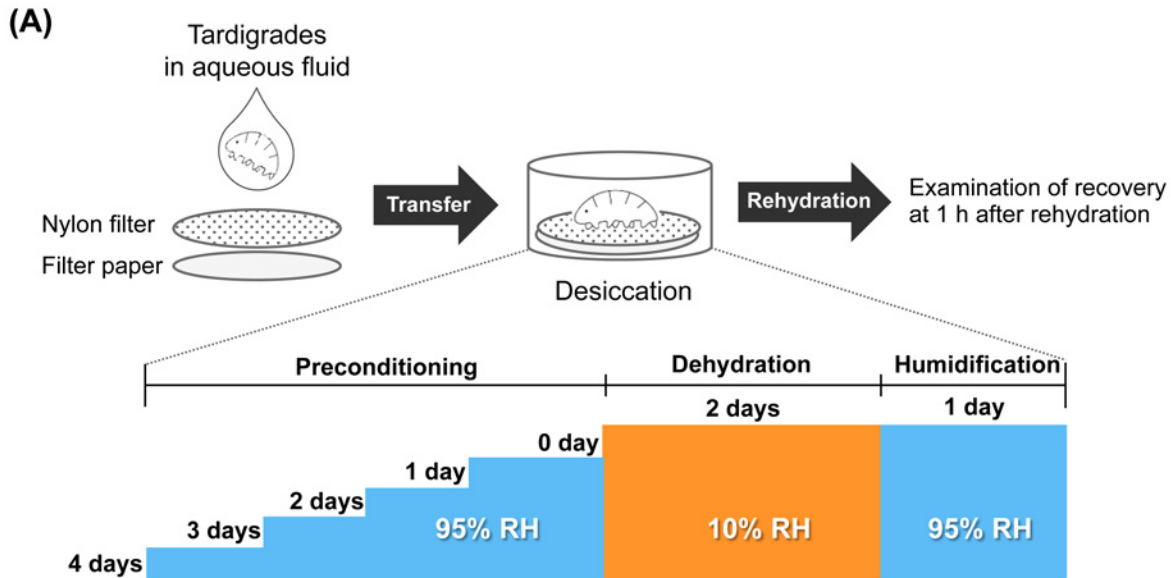 (A)
Tardigrades
in aqueous fluid
Nylon filter
Filter paper
Transfer
Desiccation
Rehydration
Examination of recovery
at 1 h after rehydration
Preconditioning
Dehydration
Humidification
2 days
1 day
0 day
1 day
2 days
3 days
4 days
95% RH
10% RH
95% RH